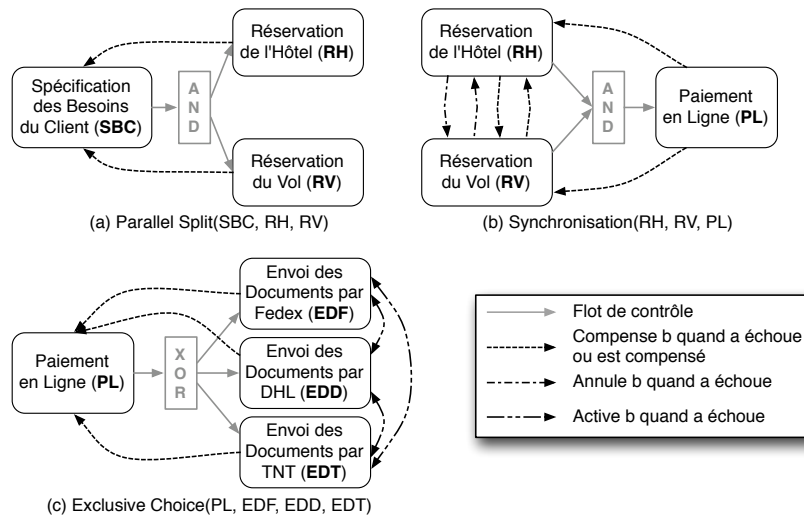 Réservation
de l'Hôtel (RH)
Spécification
des Besoins
du Client (SBC)
A
N
D
Réservation
du Vol (RV)
(a) Parallel Split(SBC, RH, RV)
Réservation
de l'Hôtel (RH)
A
N
D
Paiement
en Ligne (PL)
Réservation
du Vol (RV)
(b) Synchronisation(RH, RV, PL)
Envoi des
Documents par
Fedex (EDF)
Paiement
en Ligne (PL)
X
O
R
Envoi des
Documents par
DHL (EDD)
Envoi des
Documents par
TNT (EDT)
(c) Exclusive Choice(PL, EDF, EDD, EDT)
Flot de contrôle
Compense b quand a échoue
ou est compensé
Annule b quand a échoue
Active b quand a échoue